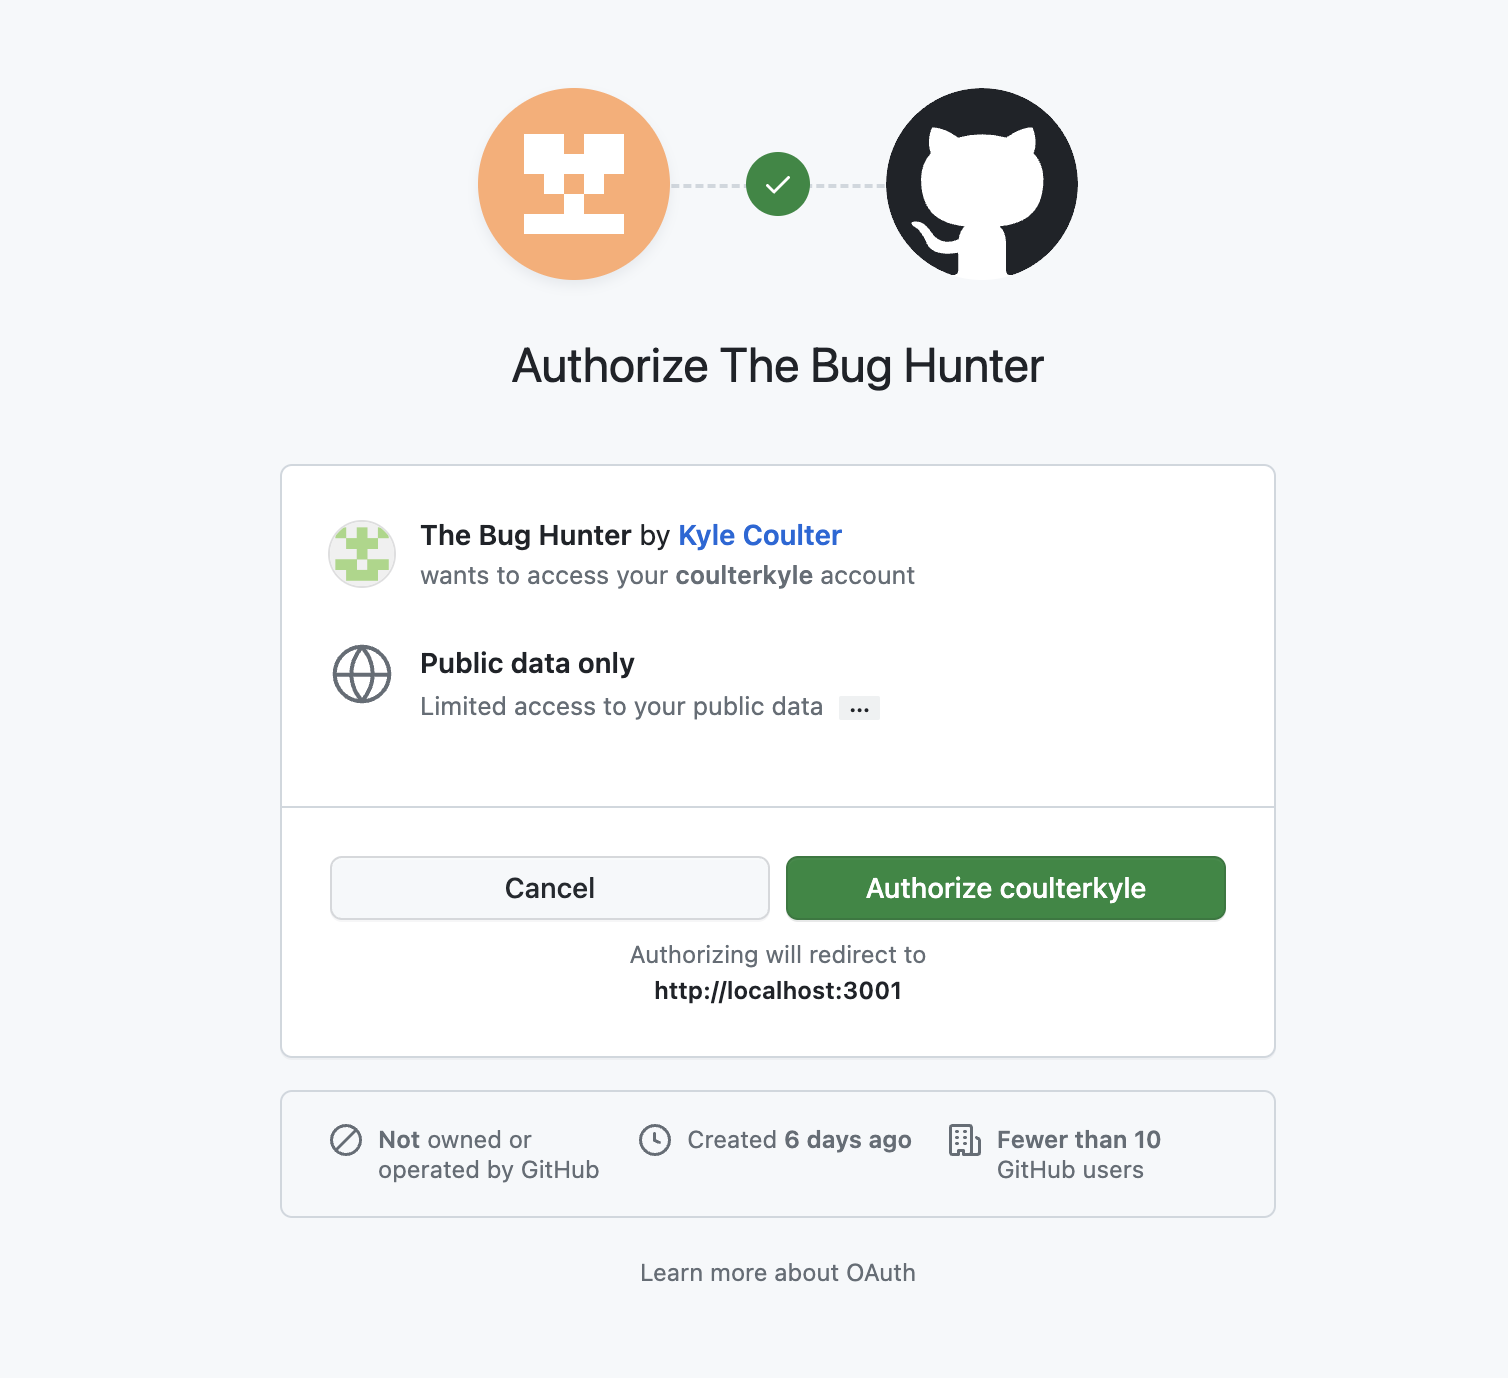 Authorize The Bug Hunter
The Bug Hunter by Kyle Coulter
wants to access your coulterkyle account
Public data only
Limited access to your public data ...
Cancel
Authorize coulterkyle
Authorizing will redirect to
http://localhost:3001
Not owned or
operated by GitHub
Created 6 days ago
Fewer than 10
GitHub users
Learn more about OAuth